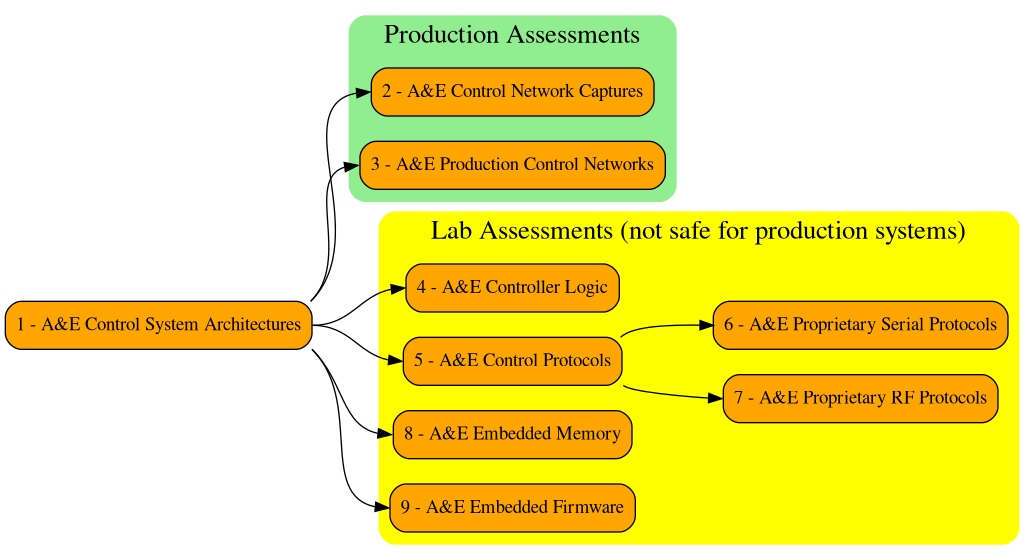 Production Assessments
2 - A&E Control Network Captures
3 - A&E Production Control Networks
Lab Assessments (not safe for production systems)
1 - A&E Control System Architectures
4 - A&E Controller Logic
5 - A&E Control Protocols
6 - A&E Proprietary Serial Protocols
7 - A&E Proprietary RF Protocols
8 - A&E Embedded Memory
9 - A&E Embedded Firmware